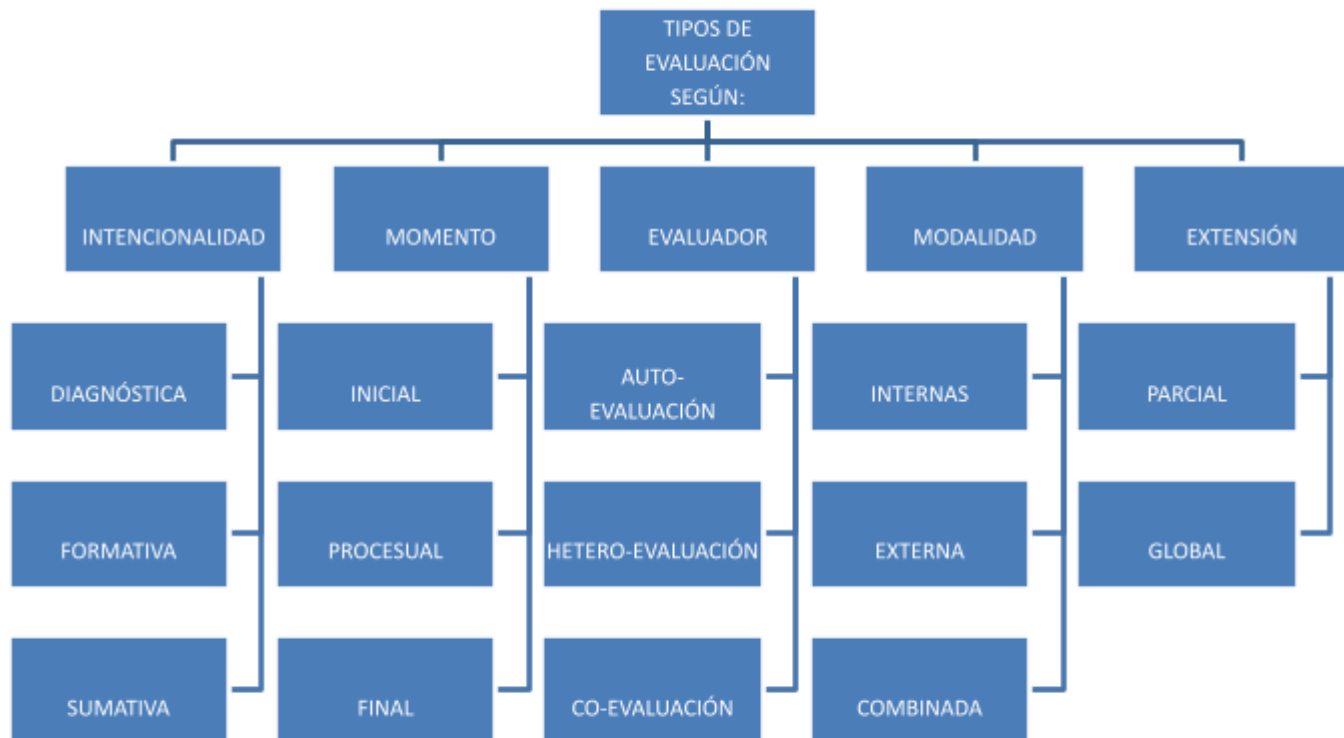 TIPOS DE
EVALUACIÓN
SEGÚN:
INTENCIONALIDAD
MOMENTO
EVALUADOR
MODALIDAD
EXTENSIÓN
DIAGNÓSTICA
INICIAL
AUTO-
EVALUACIÓN
INTERNAS
PARCIAL
FORMATIVA
PROCESUAL
HETERO-EVALUACIÓN
EXTERNA
GLOBAL
SUMATIVA
FINAL
CO-EVALUACIÓN
COMBINADA